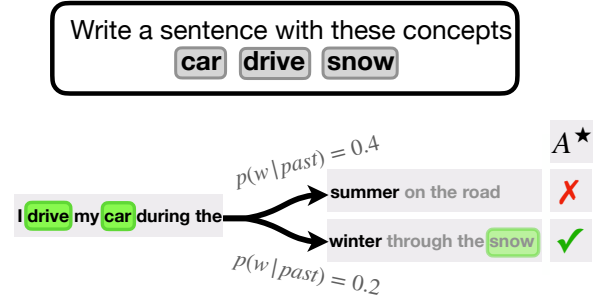 Write a sentence with these concepts
car drive snow
A★
p(w|past) = 0.4
summer on the road ✗
I drive my car during the
winter through the snow ✓
p(w|past) = 0.2